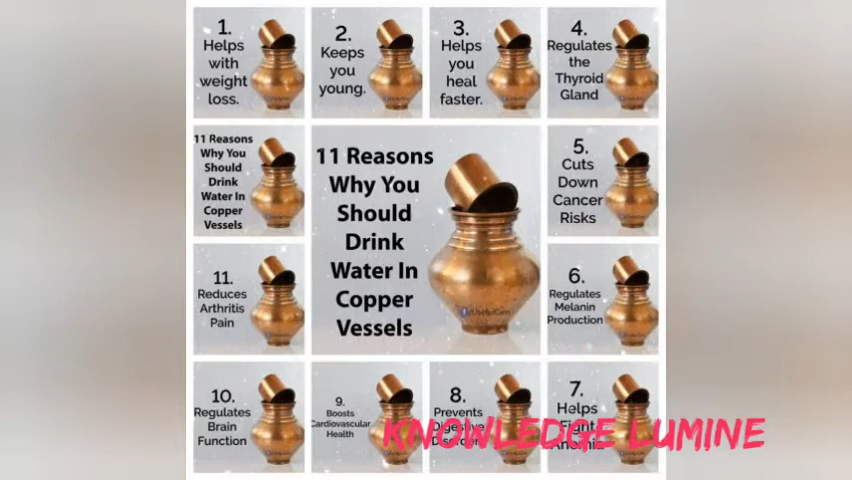 1.
Helps
with
weight
loss.
2.
Keeps
you
young.
3.
Helps
you
heal
faster.
4.
Regulates
the
Thyroid
Gland
11 Reasons
Why You
Should
Drink
Water In
Copper
Vessels
11 Reasons
Why You
Should
Drink
Water In
Copper
Vessels
5.
Cuts
Down
Cancer
Risks
11.
Reduces
Arthritis
Pain
6.
Regulates
Melanin
Production
10.
Regulates
Brain
Function
9.
Boosts
Cardiovascular
Health
8.
Prevents
Digestive
7.
Helps
Fight
KNOWLEDGE LUMINE